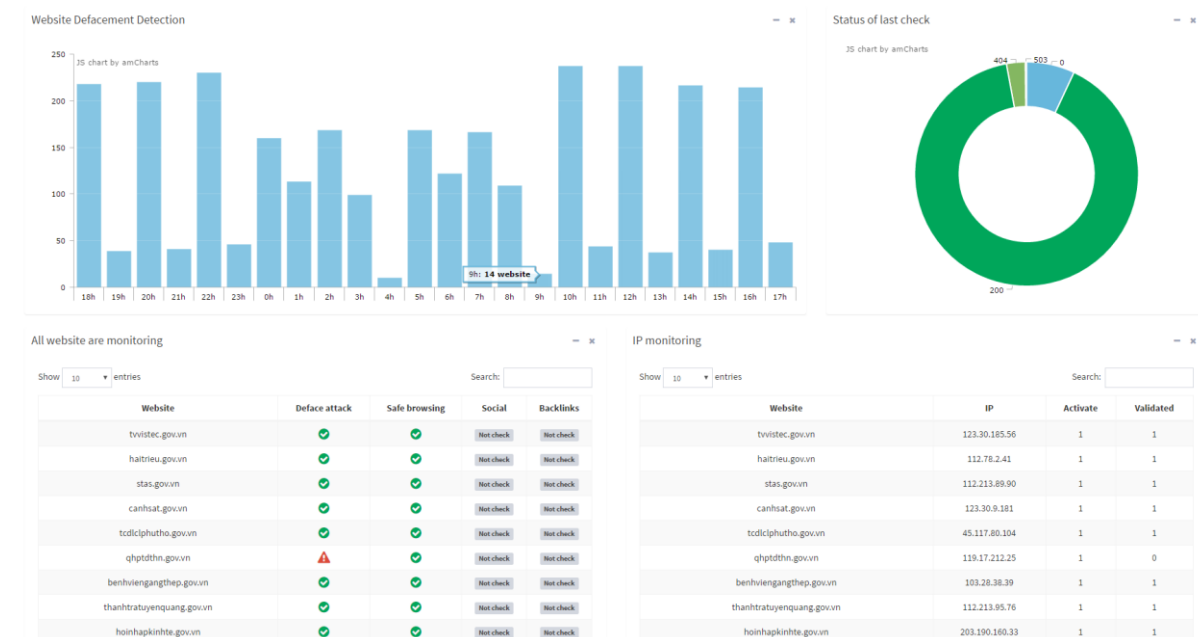 Website Defacement Detection
JS chart by amCharts
250
200
150
100
50
0
18h 19h 20h 21h 22h 23h 0h 1h 2h 3h 4h 5h 6h 7h 8h 9h 10h 11h 12h 13h 14h 15h 16h 17h
9h: 14 website
Status of last check
JS chart by amCharts
404 503 0
200
All website are monitoring
Show 10 entries Search:
Website Deface attack Safe browsing Social Backlinks
tvvistec.gov.vn Not check Not check
haitrieu.gov.vn Not check Not check
stas.gov.vn Not check Not check
canhsat.gov.vn Not check Not check
tcdlclphutho.gov.vn Not check Not check
qhptdthn.gov.vn Not check Not check
benhviengangthep.gov.vn Not check Not check
thanhtratuyenquang.gov.vn Not check Not check
hoinhapkinhte.gov.vn Not check Not check
IP monitoring
Show 10 entries Search:
Website IP Activate Validated
tvvistec.gov.vn 123.30.185.56 1 1
haitrieu.gov.vn 112.78.2.41 1 1
stas.gov.vn 112.213.89.90 1 1
canhsat.gov.vn 123.30.9.181 1 1
tcdlclphutho.gov.vn 45.117.80.104 1 1
qhptdthn.gov.vn 119.17.212.25 1 0
benhviengangthep.gov.vn 103.28.38.39 1 1
thanhtratuyenquang.gov.vn 112.213.95.76 1 1
hoinhapkinhte.gov.vn 203.190.160.33 1 1